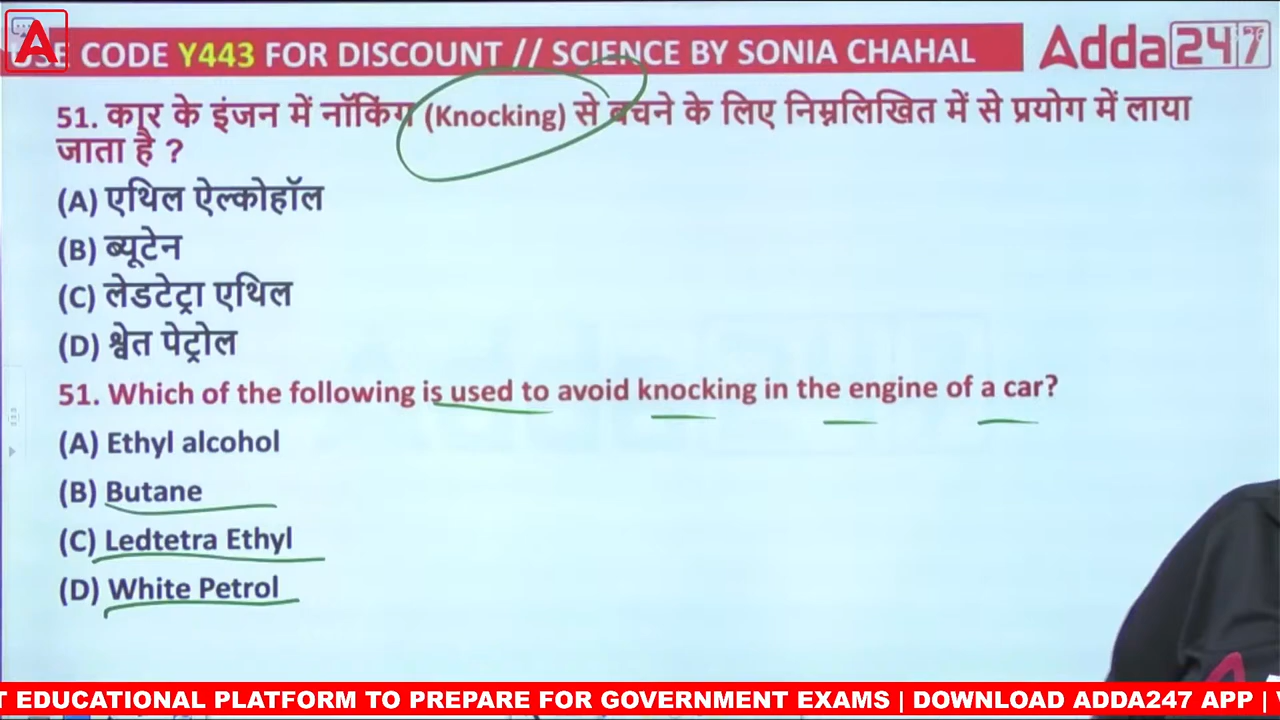 USE CODE Y443 FOR DISCOUNT // SCIENCE BY SONIA CHAHAL
Adda247
51. कार के इंजन में नॉकिंग (Knocking) से बचने के लिए निम्नलिखित में से प्रयोग में लाया
जाता है ?
(A) एथिल ऐल्कोहॉल
(B) ब्यूटेन
(C) लेडटेट्रा एथिल
(D) श्वेत पेट्रोल
51. Which of the following is used to avoid knocking in the engine of a car?
(A) Ethyl alcohol
(B) Butane
(C) Ledtetra Ethyl
(D) White Petrol
T EDUCATIONAL PLATFORM TO PREPARE FOR GOVERNMENT EXAMS | DOWNLOAD ADDA247 APP |